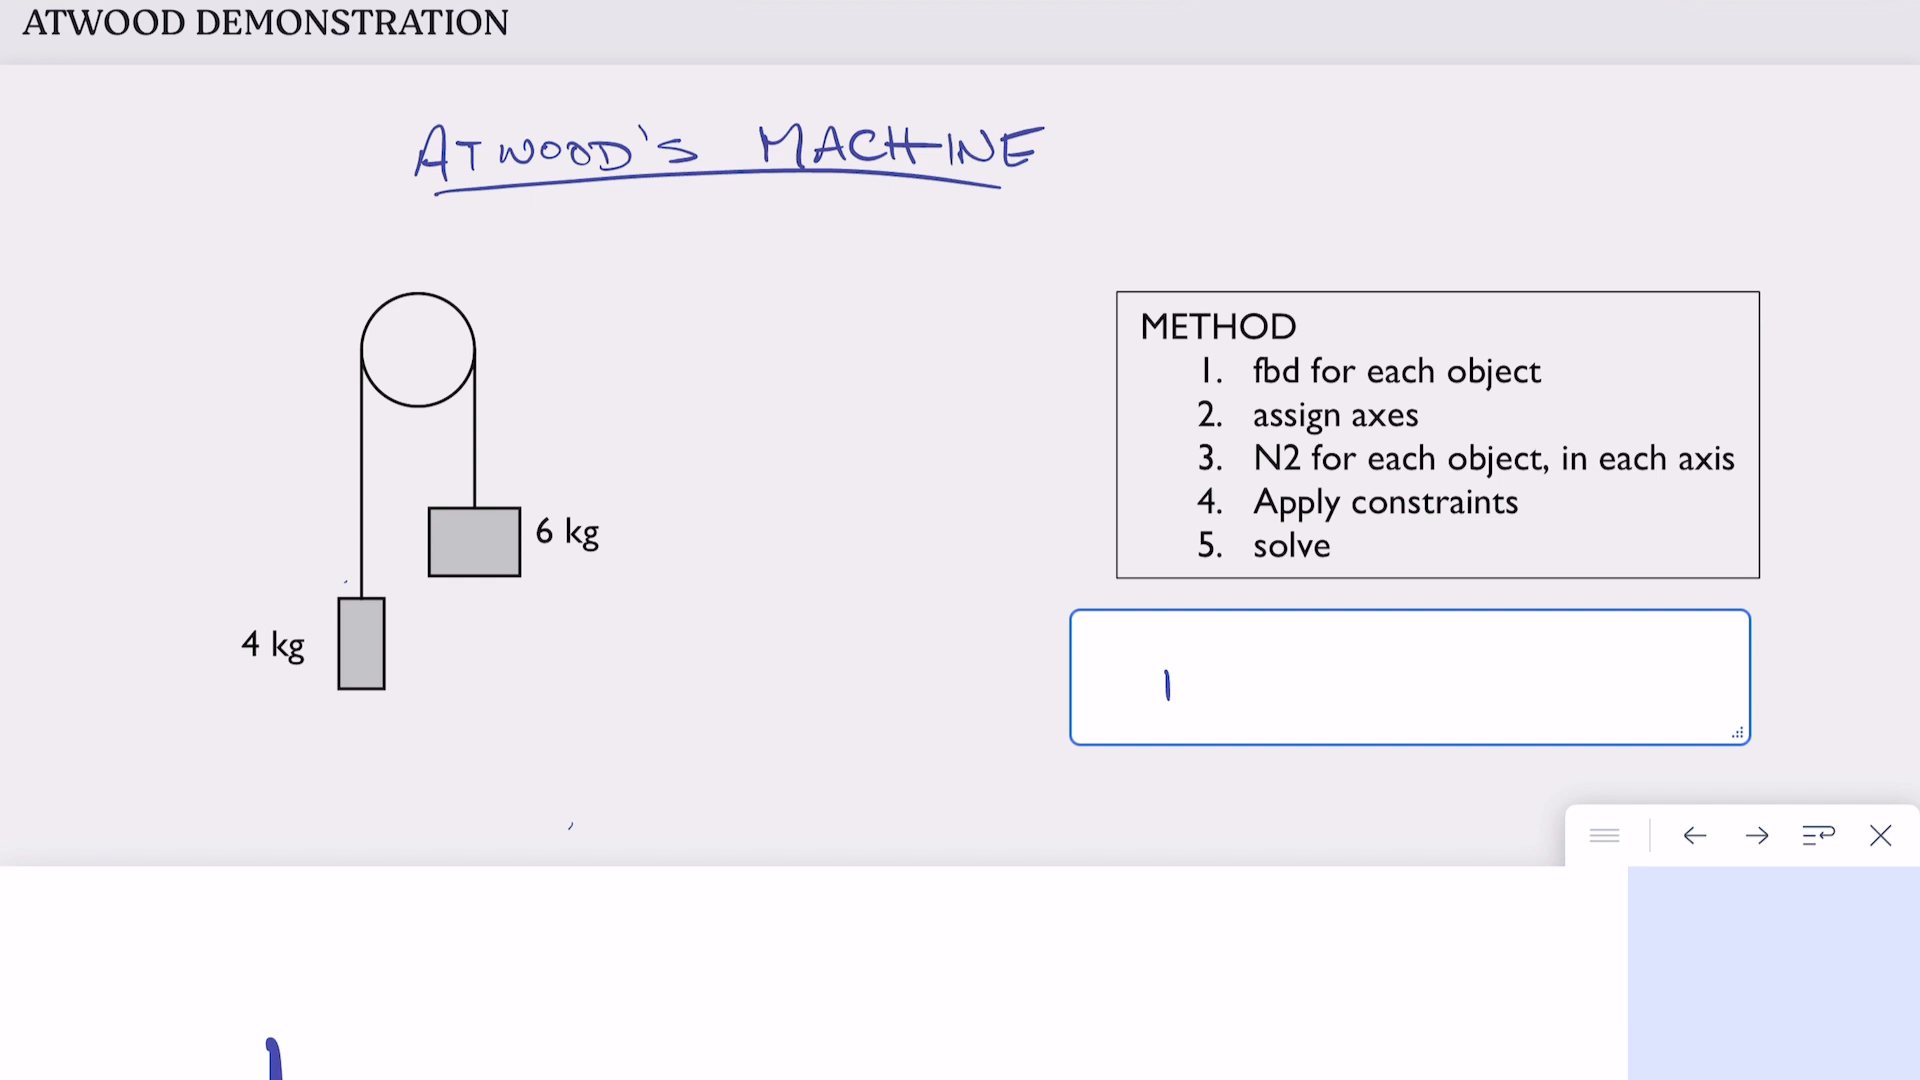 ATWOOD DEMONSTRATION
ATWOOD'S MACHINE
6 kg
4 kg
METHOD
1. fbd for each object
2. assign axes
3. N2 for each object, in each axis
4. Apply constraints
5. solve